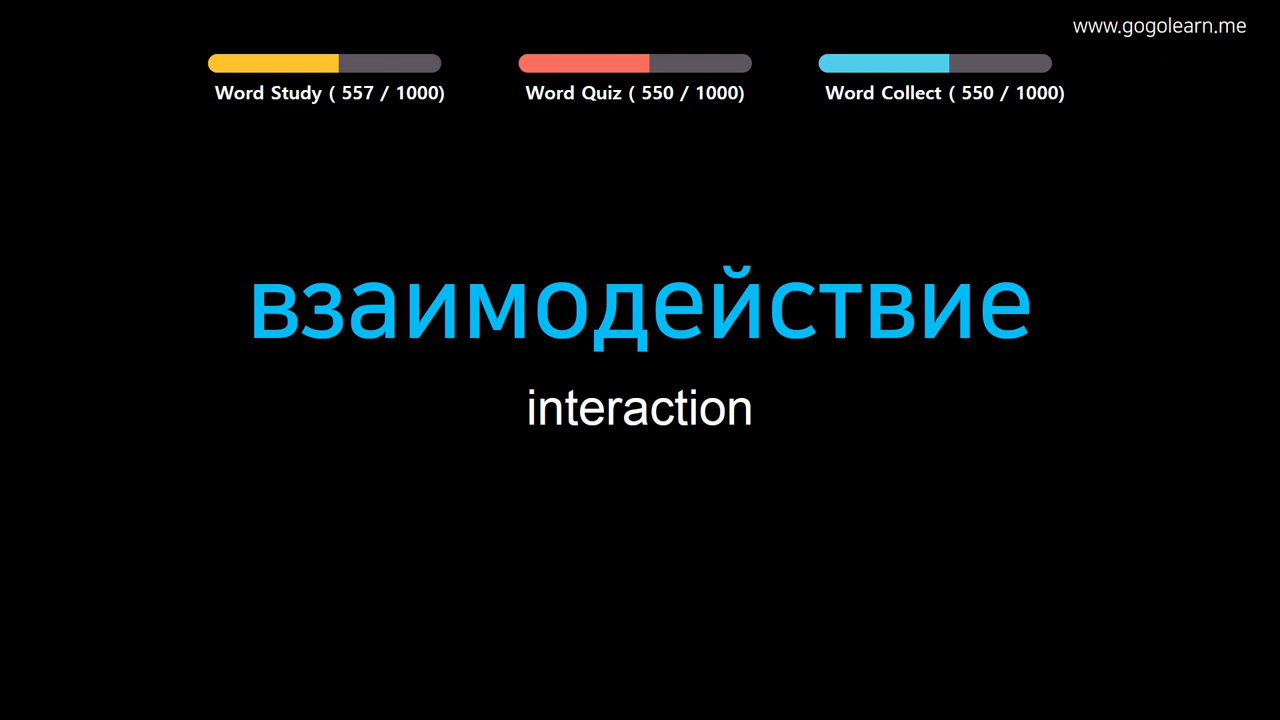 www.gogolearn.me
Word Study ( 557 / 1000)
Word Quiz ( 550 / 1000)
Word Collect ( 550 / 1000)
взаимодействие
interaction